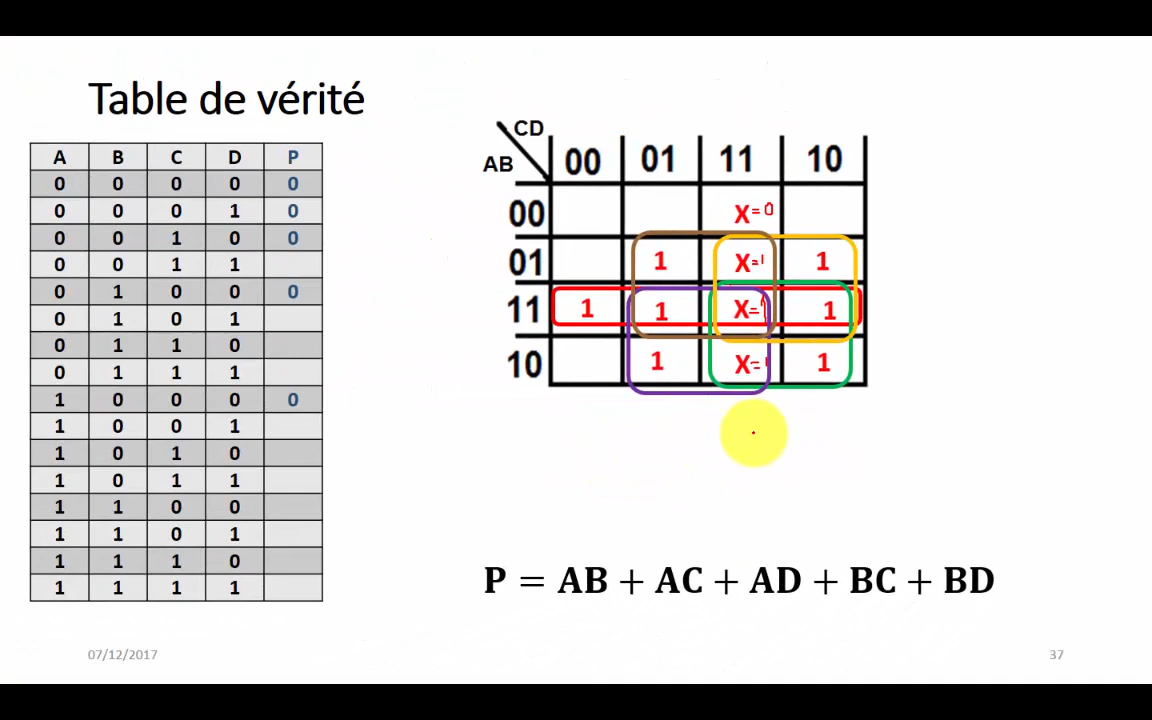 Table de vérité
A B C D P
0 0 0 0 0
0 0 0 1 0
0 0 1 0 0
0 0 1 1
0 1 0 0 0
0 1 0 1
0 1 1 0
0 1 1 1
1 0 0 0 0
1 0 0 1
1 0 1 0
1 0 1 1
1 1 0 0
1 1 0 1
1 1 1 0
1 1 1 1
CD
AB 00 01 11 10
00 X=0
01 1 X=1 1
11 1 1 X=1 1
10 1 X=1 1
P = AB + AC + AD + BC + BD
07/12/2017
37